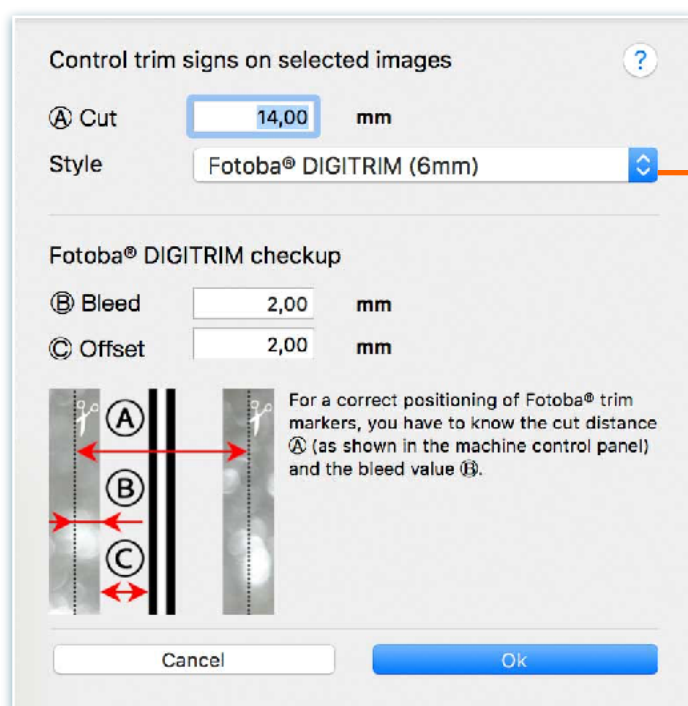 Control trim signs on selected images ?
Ⓐ Cut 14,00 mm
Style Fotoba® DIGITRIM (6mm)
Fotoba® DIGITRIM checkup
Ⓑ Bleed 2,00 mm
Ⓒ Offset 2,00 mm
Ⓐ
Ⓑ
Ⓒ
For a correct positioning of Fotoba® trim
markers, you have to know the cut distance
Ⓐ (as shown in the machine control panel)
and the bleed value Ⓑ.
Cancel Ok